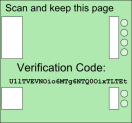 Scan and keep this page
Verification Code:
U1lTVEVNOio6MTg6NTQ0OixTLTEt